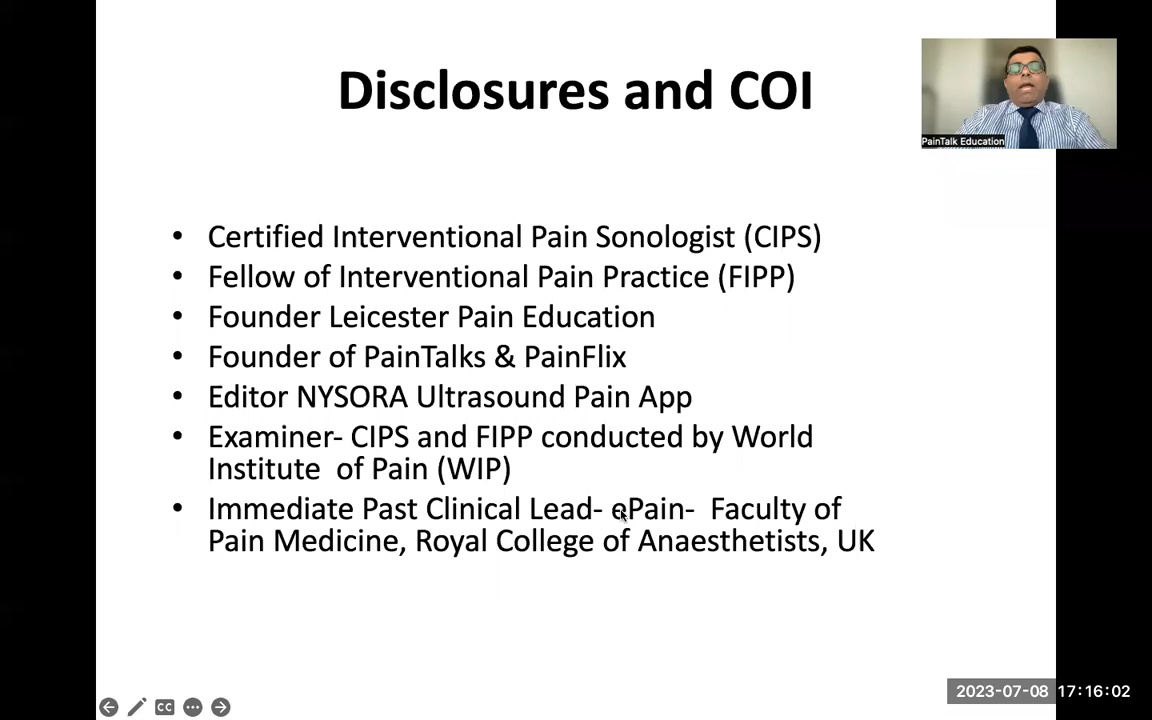 Disclosures and COI
PainTalk Education
• Certified Interventional Pain Sonologist (CIPS)
• Fellow of Interventional Pain Practice (FIPP)
• Founder Leicester Pain Education
• Founder of PainTalks & PainFlix
• Editor NYSORA Ultrasound Pain App
• Examiner- CIPS and FIPP conducted by World
Institute of Pain (WIP)
• Immediate Past Clinical Lead- ePain- Faculty of
Pain Medicine, Royal College of Anaesthetists, UK
CC
2023-07-08 17:16:02